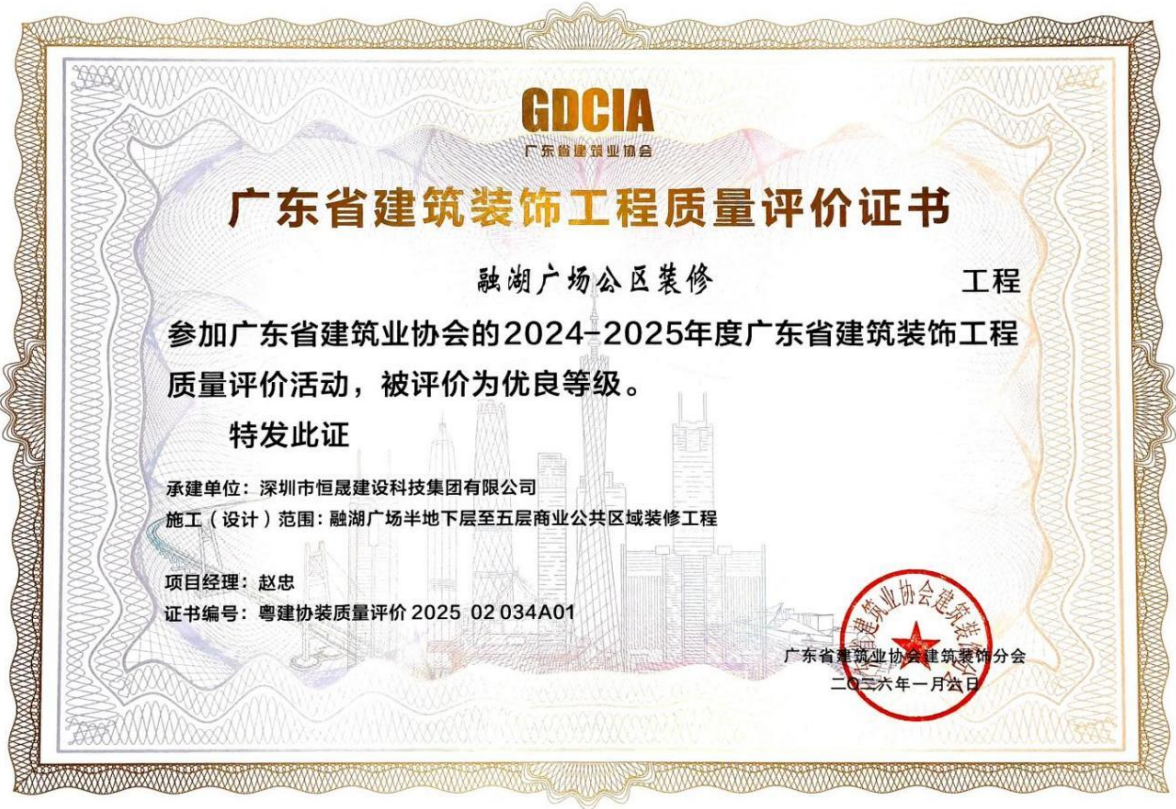 GDCIA
广东省建筑业协会
广东省建筑装饰工程质量评价证书
融湖广场公区装修 工程
参加广东省建筑业协会的2024-2025年度广东省建筑装饰工程
质量评价活动，被评价为优良等级。
特发此证
承建单位：深圳市恒晟建设科技集团有限公司
施工（设计）范围：融湖广场半地下层至五层商业公共区域装修工程
项目经理：赵忠
证书编号：粤建协装质量评价 2025 02 034A01
广东省建筑业协会建筑装饰分会
二〇二六年一月六日